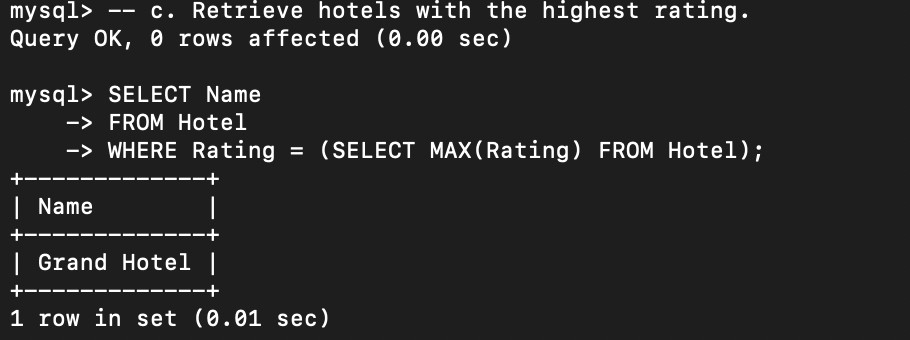 mysql> -- c. Retrieve hotels with the highest rating.
Query OK, 0 rows affected (0.00 sec)

mysql> SELECT Name
    -> FROM Hotel
    -> WHERE Rating = (SELECT MAX(Rating) FROM Hotel);
+-------------+
| Name        |
+-------------+
| Grand Hotel |
+-------------+
1 row in set (0.01 sec)